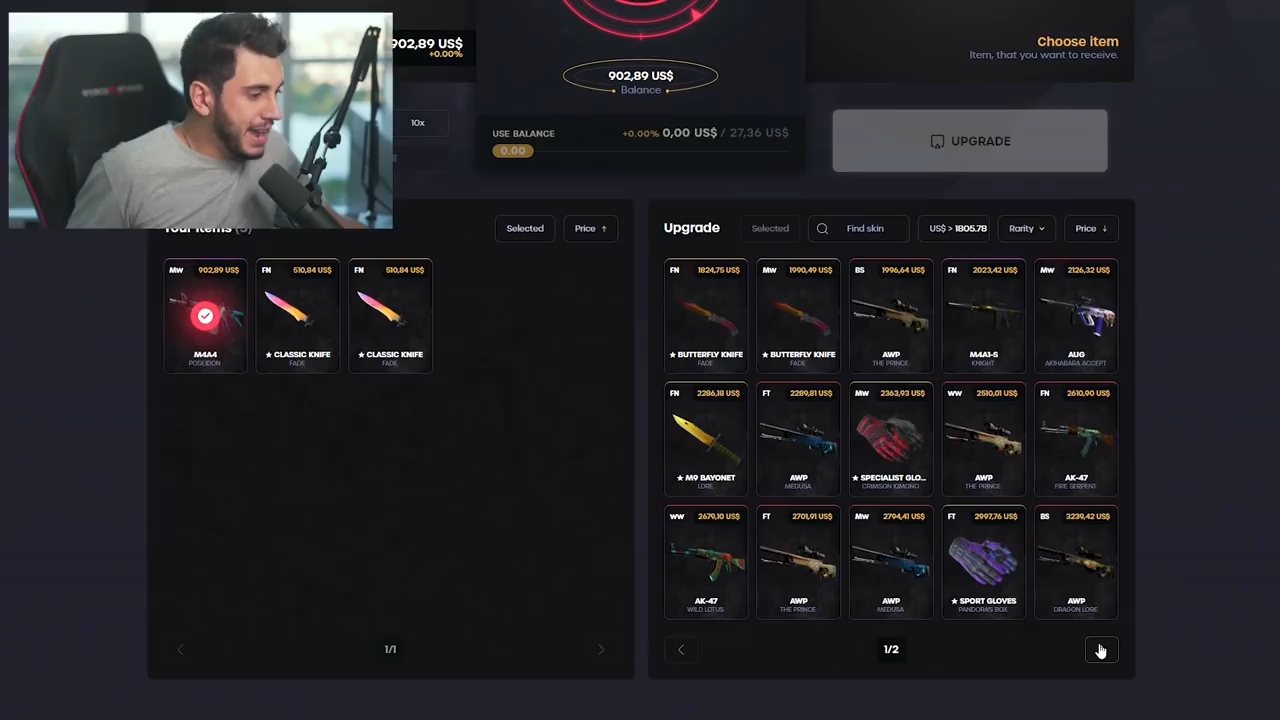 902,89 US$
+0.00%
902,89 US$
Balance
Choose item
Item, that you want to receive.
10x
USE BALANCE
+0.00% 0,00 US$ / 27,36 US$
0.00
UPGRADE
Your items (3)
Selected
Price ↑
Upgrade
Selected
Find skin
US$ > 1805.78
Rarity
Price ↓
MW 902,89 US$
M4A4
POSEIDON
FN 510,84 US$
★ CLASSIC KNIFE
FADE
FN 510,84 US$
★ CLASSIC KNIFE
FADE
1/1
FN 1824,75 US$
★ BUTTERFLY KNIFE
FADE
MW 1990,49 US$
★ BUTTERFLY KNIFE
FADE
BS 1996,64 US$
AWP
THE PRINCE
FN 2023,42 US$
M4A1-S
KNIGHT
MW 2126,32 US$
AUG
AKIHABARA ACCEPT
FN 2286,18 US$
★ M9 BAYONET
LORE
FT 2289,81 US$
AWP
MEDUSA
MW 2363,93 US$
★ SPECIALIST GLO...
CRIMSON KIMONO
WW 2510,01 US$
AWP
THE PRINCE
FN 2610,90 US$
AK-47
FIRE SERPENT
WW 2679,10 US$
AK-47
WILD LOTUS
FT 2701,91 US$
AWP
THE PRINCE
MW 2794,41 US$
AWP
MEDUSA
FT 2997,76 US$
★ SPORT GLOVES
PANDORA'S BOX
BS 3239,42 US$
AWP
DRAGON LORE
1/2